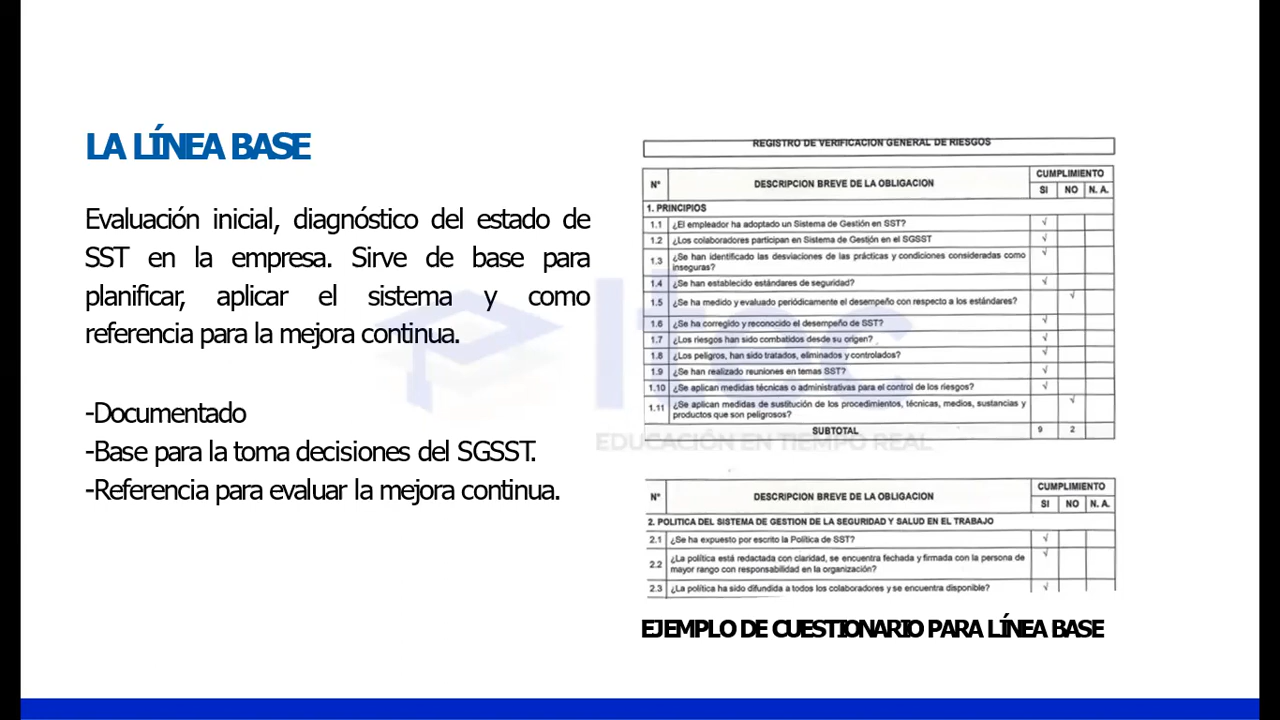 LA LÍNEA BASE
Evaluación inicial, diagnóstico del estado de
SST en la empresa. Sirve de base para
planificar, aplicar el sistema y como
referencia para la mejora continua.
-Documentado
-Base para la toma decisiones del SGSST.
-Referencia para evaluar la mejora continua.
REGISTRO DE VERIFICACION GENERAL DE RIESGOS
N° DESCRIPCION BREVE DE LA OBLIGACION CUMPLIMIENTO
SI NO N. A.
1. PRINCIPIOS
1.1 ¿El empleador ha adoptado un Sistema de Gestión en SST? √
1.2 ¿Los colaboradores participan en Sistema de Gestión en el SGSST √
1.3 ¿Se han identificado las desviaciones de las prácticas y condiciones consideradas como √
inseguras?
1.4 ¿Se han establecido estándares de seguridad? √
1.5 ¿Se ha medido y evaluado periódicamente el desempeño con respecto a los estándares? √
1.6 ¿Se ha corregido y reconocido el desempeño de SST? √
1.7 ¿Los riesgos han sido combatidos desde su origen? √
1.8 ¿Los peligros, han sido tratados, eliminados y controlados? √
1.9 ¿Se han realizado reuniones en temas SST? √
1.10 ¿Se aplican medidas técnicas o administrativas para el control de los riesgos? √
1.11 ¿Se aplican medidas de sustitución de los procedimientos, técnicas, medios, sustancias y √
productos que son peligrosos?
SUBTOTAL 9 2
itec
EDUCACIÓN EN TIEMPO REAL
N° DESCRIPCION BREVE DE LA OBLIGACION CUMPLIMIENTO
SI NO N. A.
2. POLITICA DEL SISTEMA DE GESTION DE LA SEGURIDAD Y SALUD EN EL TRABAJO
2.1 ¿Se ha expuesto por escrito la Política de SST? √
2.2 ¿La política está redactada con claridad, se encuentra fechada y firmada con la persona de √
mayor rango con responsabilidad en la organización?
2.3 ¿La política ha sido difundida a todos los colaboradores y se encuentra disponible? √
EJEMPLO DE CUESTIONARIO PARA LÍNEA BASE